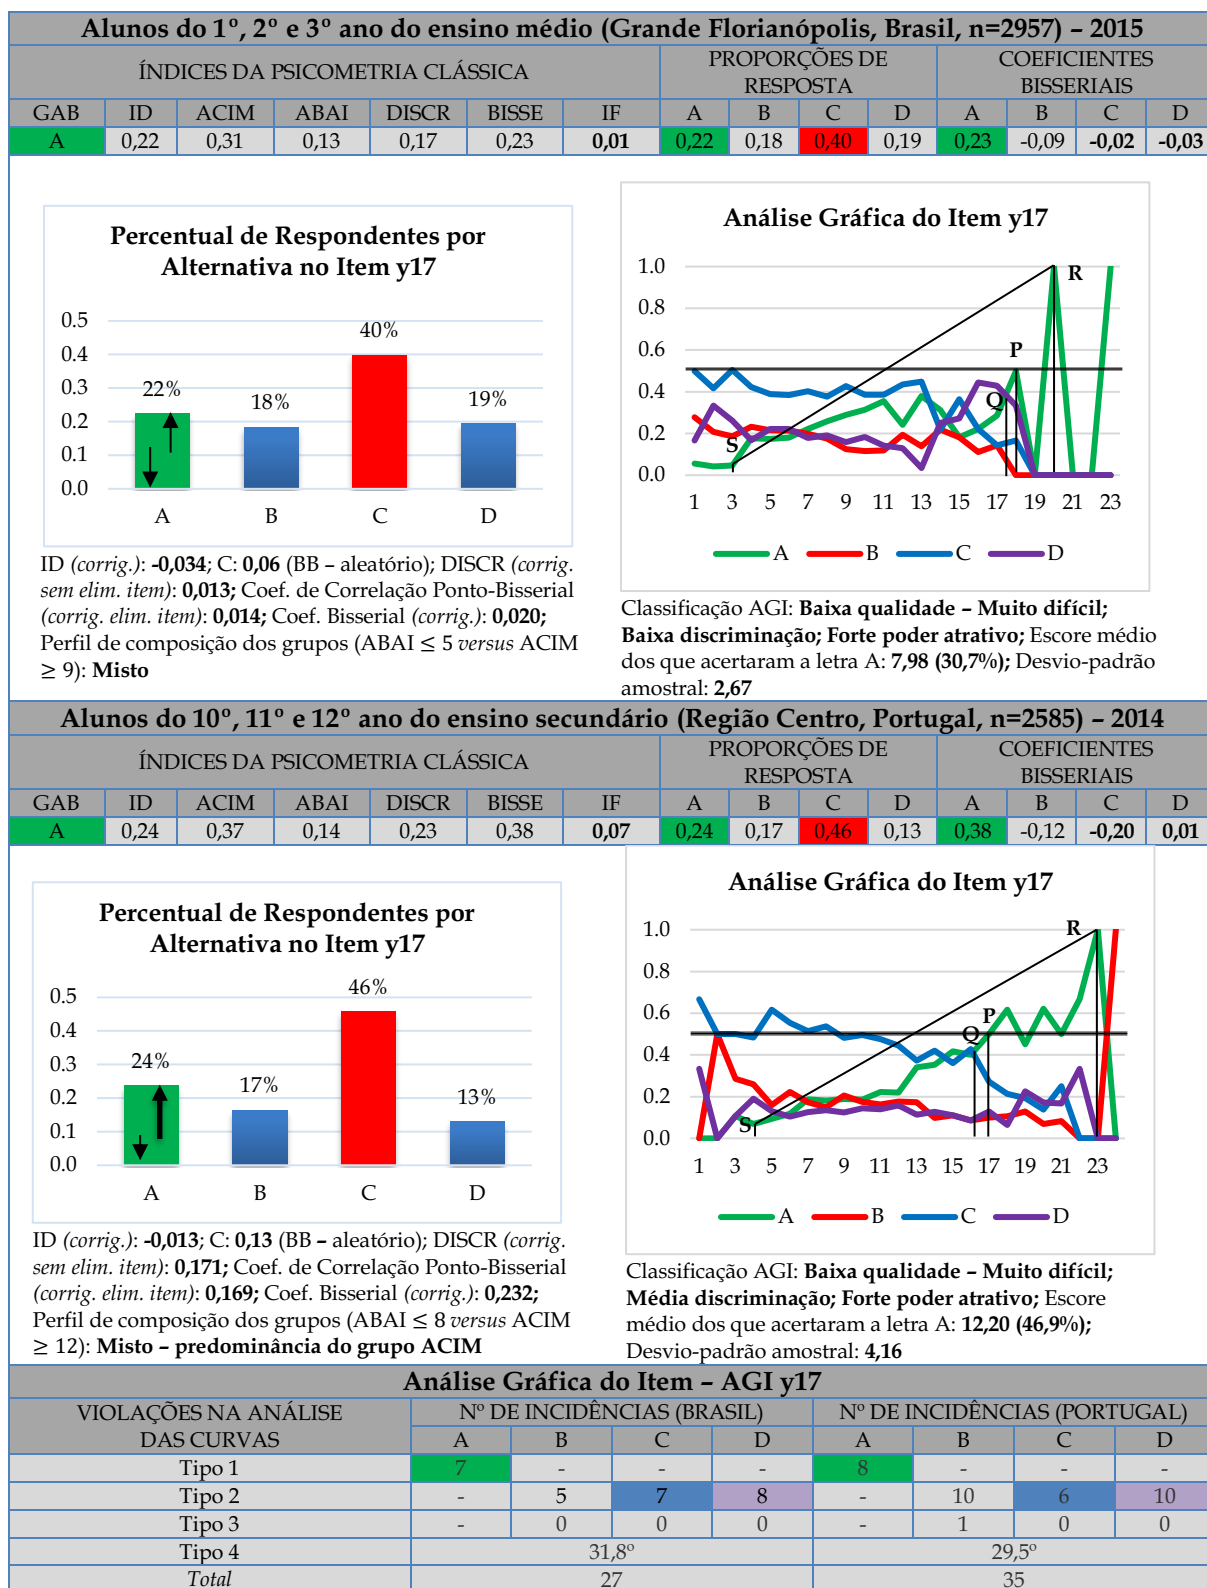 Alunos do 1º, 2º e 3º ano do ensino médio (Grande Florianópolis, Brasil, n=2957) – 2015
ÍNDICES DA PSICOMETRIA CLÁSSICA PROPORÇÕES DE RESPOSTA COEFICIENTES BISSERIAIS
GAB ID ACIM ABAI DISCR BISSE IF A B C D A B C D
A 0,22 0,31 0,13 0,17 0,23 0,01 0,22 0,18 0,40 0,19 0,23 -0,09 -0,02 -0,03
Percentual de Respondentes por
Alternativa no Item y17
0.5
0.4
0.3
0.2
0.1
0.0
22%
18%
40%
19%
A B C D
ID (corrig.): -0,034; C: 0,06 (BB – aleatório); DISCR (corrig.
sem elim. item): 0,013; Coef. de Correlação Ponto-Bisserial
(corrig. elim. item): 0,014; Coef. Bisserial (corrig.): 0,020;
Perfil de composição dos grupos (ABAI ≤ 5 versus ACIM
≥ 9): Misto
Análise Gráfica do Item y17
1.0
0.8
0.6
0.4
0.2
0.0
S
Q
P
R
1 3 5 7 9 11 13 15 17 19 21 23
A B C D
Classificação AGI: Baixa qualidade – Muito difícil;
Baixa discriminação; Forte poder atrativo; Escore médio
dos que acertaram a letra A: 7,98 (30,7%); Desvio-padrão
amostral: 2,67
Alunos do 10º, 11º e 12º ano do ensino secundário (Região Centro, Portugal, n=2585) – 2014
ÍNDICES DA PSICOMETRIA CLÁSSICA PROPORÇÕES DE RESPOSTA COEFICIENTES BISSERIAIS
GAB ID ACIM ABAI DISCR BISSE IF A B C D A B C D
A 0,24 0,37 0,14 0,23 0,38 0,07 0,24 0,17 0,46 0,13 0,38 -0,12 -0,20 0,01
Percentual de Respondentes por
Alternativa no Item y17
0.5
0.4
0.3
0.2
0.1
0.0
24%
17%
46%
13%
A B C D
ID (corrig.): -0,013; C: 0,13 (BB – aleatório); DISCR (corrig.
sem elim. item): 0,171; Coef. de Correlação Ponto-Bisserial
(corrig. elim. item): 0,169; Coef. Bisserial (corrig.): 0,232;
Perfil de composição dos grupos (ABAI ≤ 8 versus ACIM
≥ 12): Misto – predominância do grupo ACIM
Análise Gráfica do Item y17
1.0
0.8
0.6
0.4
0.2
0.0
S
Q
P
R
1 3 5 7 9 11 13 15 17 19 21 23
A B C D
Classificação AGI: Baixa qualidade – Muito difícil;
Média discriminação; Forte poder atrativo; Escore
médio dos que acertaram a letra A: 12,20 (46,9%);
Desvio-padrão amostral: 4,16
Análise Gráfica do Item – AGI y17
VIOLAÇÕES NA ANÁLISE DAS CURVAS Nº DE INCIDÊNCIAS (BRASIL) Nº DE INCIDÊNCIAS (PORTUGAL)
A B C D A B C D
Tipo 1 7 - - - 8 - - -
Tipo 2 - 5 7 8 - 10 6 10
Tipo 3 - 0 0 0 - 1 0 0
Tipo 4 31,8º 29,5º
Total 27 35